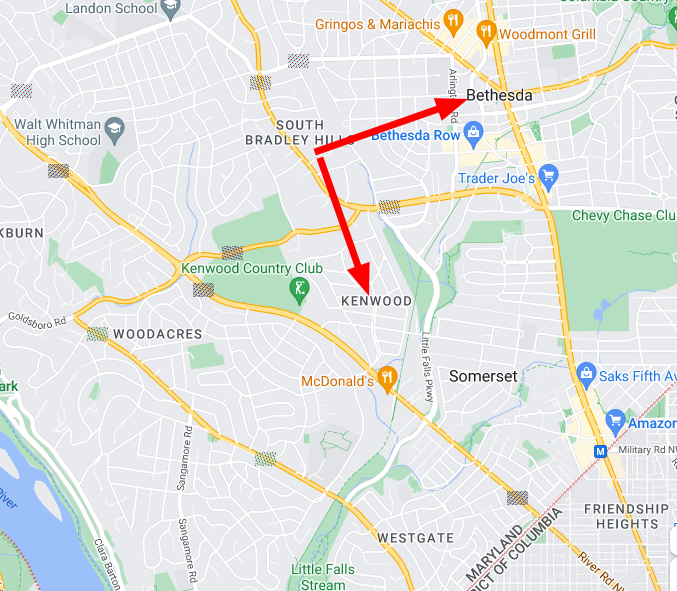 Landon School
Gringos & Mariachis
Woodmont Grill
Arlington Rd
Bethesda
Walt Whitman
High School
SOUTH
BRADLEY HILLS
Bethesda Row
Trader Joe's
Chevy Chase Clu
KBURN
Kenwood Country Club
KENWOOD
Goldsboro Rd
WOODACRES
Little Falls Pkwy
Somerset
McDonald's
Saks Fifth Av
ark
Amazon
Sangamore Rd
M
Military Rd NW
River
FRIENDSHIP
HEIGHTS
Sangamore Rd
Clara Barton
WESTGATE
MARYLAND
RICT OF COLUMBIA
River Rd NW
Little Falls
Stream